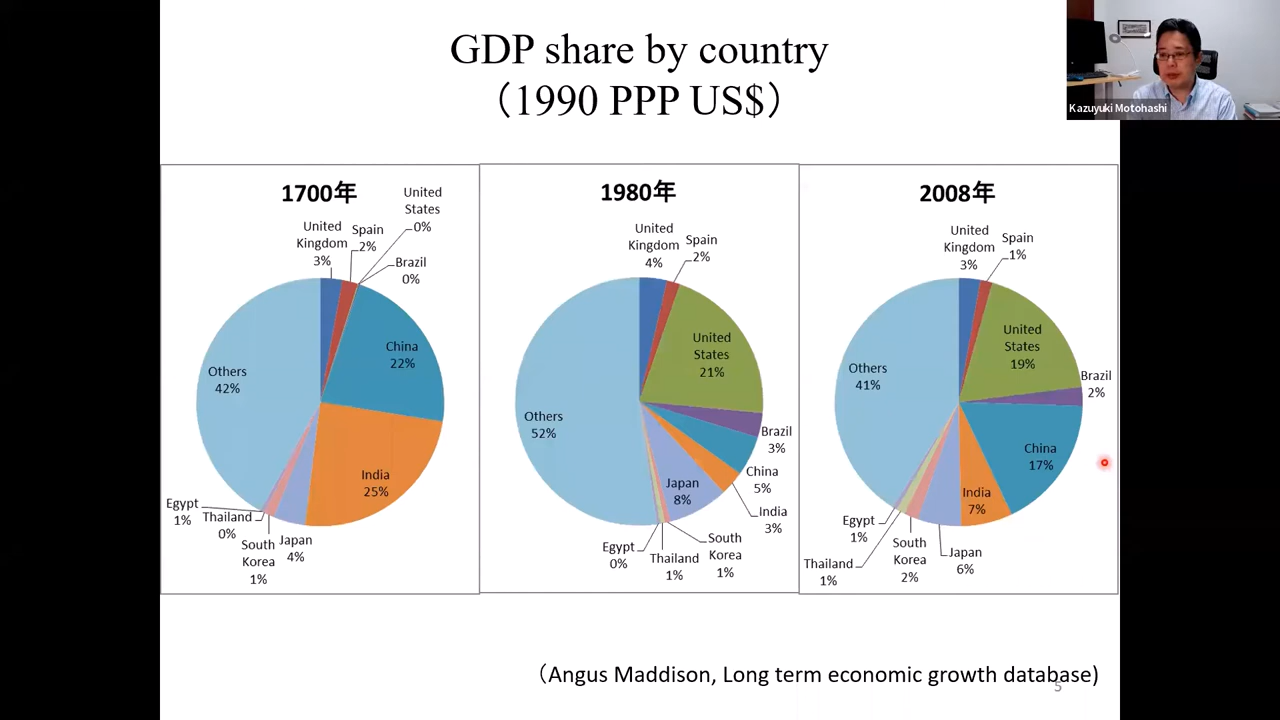 GDP share by country
（1990 PPP US$）
Kazuyuki Motohashi
1700年
United
Kingdom
3%
Spain
2%
United
States
0%
Brazil
0%
China
22%
India
25%
Japan
4%
South
Korea
1%
Thailand
0%
Egypt
1%
Others
42%
1980年
United
Kingdom
4%
Spain
2%
United
States
21%
Brazil
3%
China
5%
India
3%
Japan
8%
South
Korea
1%
Thailand
1%
Egypt
0%
Others
52%
2008年
United
Kingdom
3%
Spain
1%
United
States
19%
Brazil
2%
China
17%
India
7%
Japan
6%
South
Korea
2%
Thailand
1%
Egypt
1%
Others
41%
（Angus Maddison, Long term economic growth database)
5